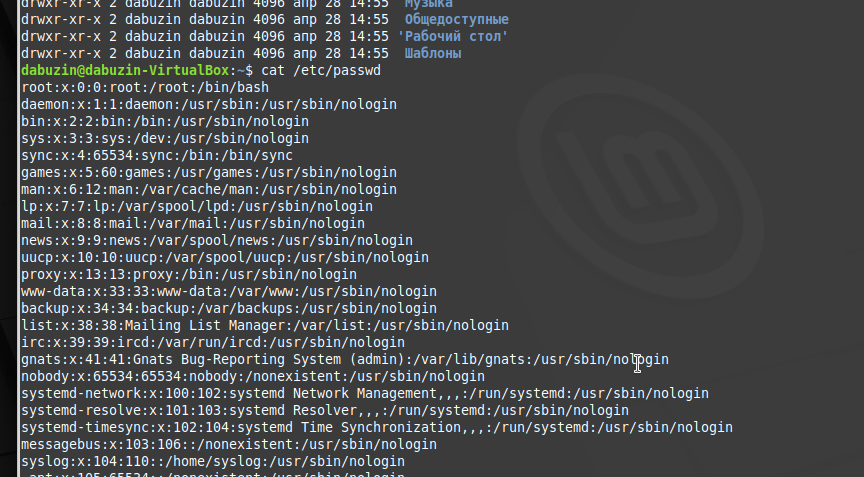 drwxr-xr-x 2 dabuzin dabuzin 4096 апр 28 14:55  Музыка
drwxr-xr-x 2 dabuzin dabuzin 4096 апр 28 14:55  Общедоступные
drwxr-xr-x 2 dabuzin dabuzin 4096 апр 28 14:55 'Рабочий стол'
drwxr-xr-x 2 dabuzin dabuzin 4096 апр 28 14:55  Шаблоны
dabuzin@dabuzin-VirtualBox:~$ cat /etc/passwd
root:x:0:0:root:/root:/bin/bash
daemon:x:1:1:daemon:/usr/sbin:/usr/sbin/nologin
bin:x:2:2:bin:/bin:/usr/sbin/nologin
sys:x:3:3:sys:/dev:/usr/sbin/nologin
sync:x:4:65534:sync:/bin:/bin/sync
games:x:5:60:games:/usr/games:/usr/sbin/nologin
man:x:6:12:man:/var/cache/man:/usr/sbin/nologin
lp:x:7:7:lp:/var/spool/lpd:/usr/sbin/nologin
mail:x:8:8:mail:/var/mail:/usr/sbin/nologin
news:x:9:9:news:/var/spool/news:/usr/sbin/nologin
uucp:x:10:10:uucp:/var/spool/uucp:/usr/sbin/nologin
proxy:x:13:13:proxy:/bin:/usr/sbin/nologin
www-data:x:33:33:www-data:/var/www:/usr/sbin/nologin
backup:x:34:34:backup:/var/backups:/usr/sbin/nologin
list:x:38:38:Mailing List Manager:/var/list:/usr/sbin/nologin
irc:x:39:39:ircd:/var/run/ircd:/usr/sbin/nologin
gnats:x:41:41:Gnats Bug-Reporting System (admin):/var/lib/gnats:/usr/sbin/nologin
nobody:x:65534:65534:nobody:/nonexistent:/usr/sbin/nologin
systemd-network:x:100:102:systemd Network Management,,,:/run/systemd:/usr/sbin/nologin
systemd-resolve:x:101:103:systemd Resolver,,,:/run/systemd:/usr/sbin/nologin
systemd-timesync:x:102:104:systemd Time Synchronization,,,:/run/systemd:/usr/sbin/nologin
messagebus:x:103:106::/nonexistent:/usr/sbin/nologin
syslog:x:104:110::/home/syslog:/usr/sbin/nologin
_apt:x:105:65534::/nonexistent:/usr/sbin/nologin